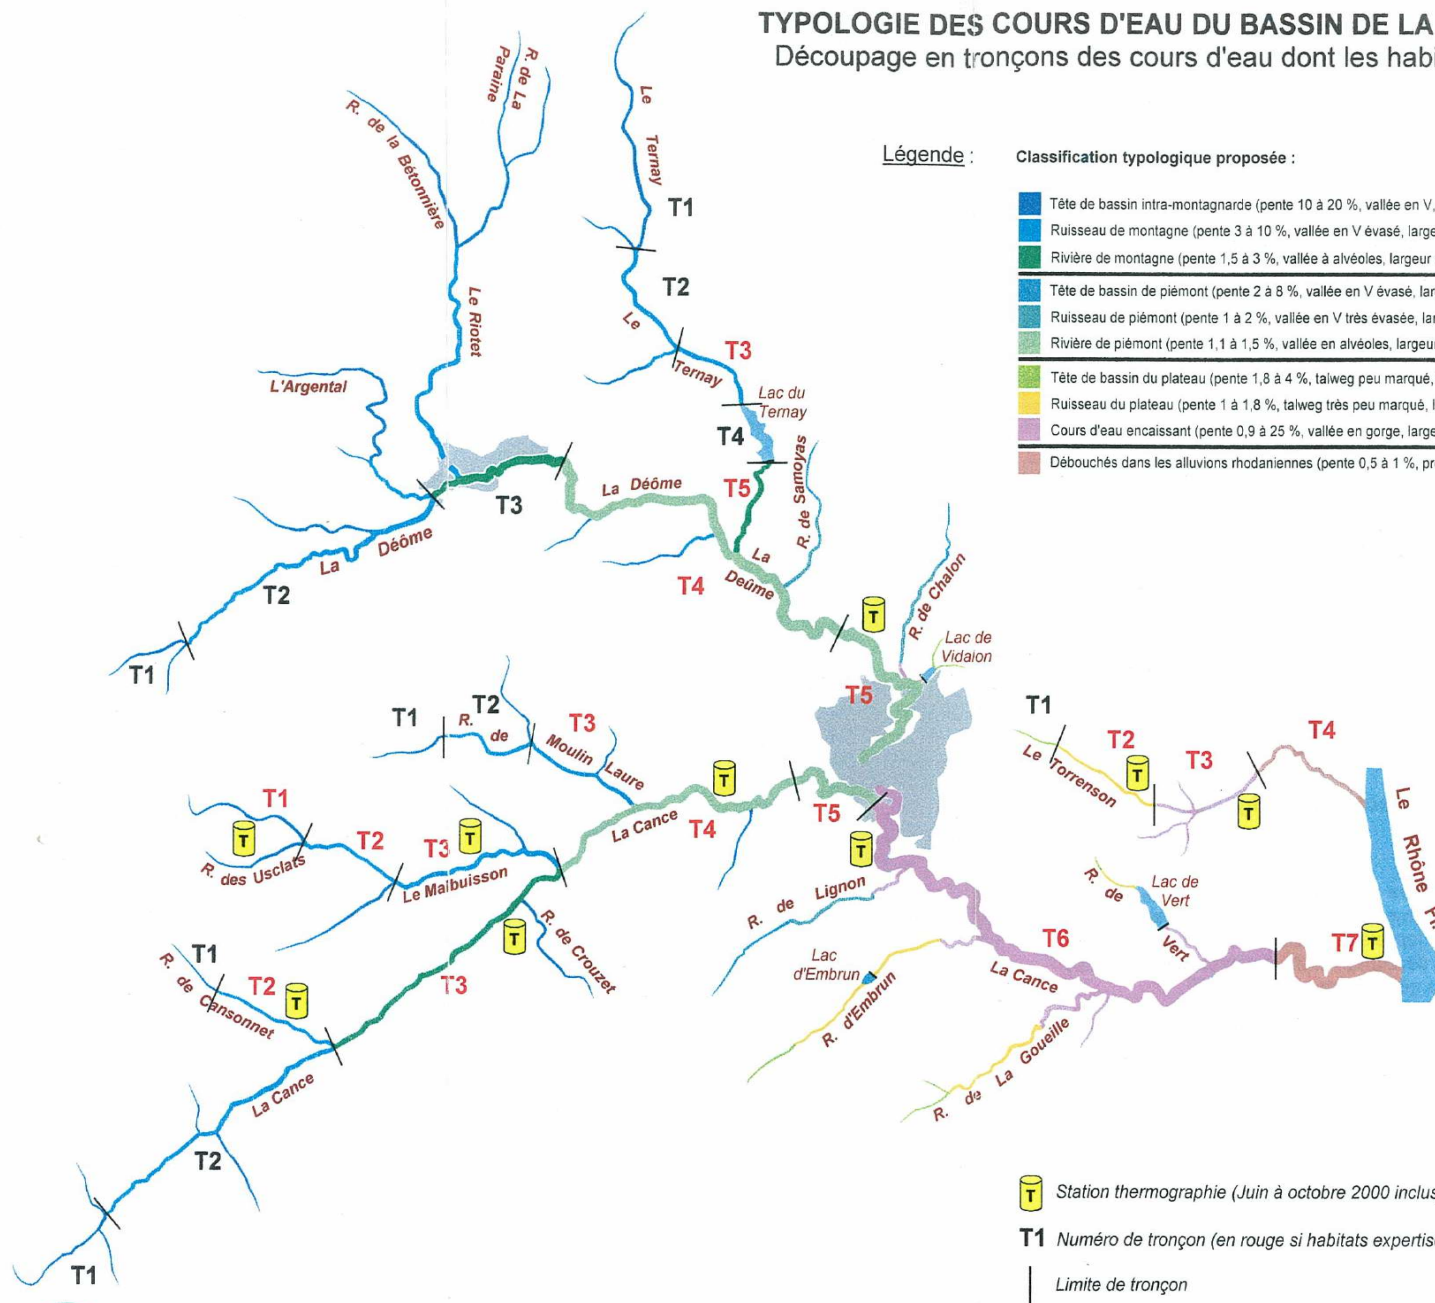 TYPOLOGIE DES COURS D'EAU DU BASSIN DE LA
Découpage en tronçons des cours d'eau dont les habi
Légende :
Classification typologique proposée :
Tête de bassin intra-montagnarde (pente 10 à 20 %, vallée en V,
Ruisseau de montagne (pente 3 à 10 %, vallée en V évasé, large
Rivière de montagne (pente 1,5 à 3 %, vallée à alvéoles, largeur
Tête de bassin de piémont (pente 2 à 8 %, vallée en V évasé, lar
Ruisseau de piémont (pente 1 à 2 %, vallée en V très évasée, lar
Rivière de piémont (pente 1,1 à 1,5 %, vallée en alvéoles, largeur
Tête de bassin du plateau (pente 1,8 à 4 %, talweg peu marqué,
Ruisseau du plateau (pente 1 à 1,8 %, talweg très peu marqué, l
Cours d'eau encaissant (pente 0,9 à 25 %, vallée en gorge, large
Débouchés dans les alluvions rhodaniennes (pente 0,5 à 1 %, pr
R. de La
Paraine
R. de la Bétonnière
Le Riotet
L'Argental
Le Ternay
T1
T2
Le
Ternay
T3
Lac du
Ternay
T4
T5
R. de Samoyas
T3
La Déôme
La
Deûme
T4
La Déôme
T2
T1
T
R. de Chalon
Lac de
Vidalon
T5
T1
T2
T3
R. de Moulin Laure
T1
T
R. des Usclats
T2
T3
T
Le Malbuisson
La Cance
T
T4
T5
T
T
R. de Crouzet
T3
T1
R. de Cansonnet
T2
T
La Cance
T2
T1
R. de Lignon
Lac
d'Embrun
R. d'Embrun
T6
La Cance
R. de La Goueille
R. de
Lac de
Vert
Vert
T7
T
T1
Le Torrenson
T2
T
T3
T
T4
Le Rhône
T
Station thermographie (Juin à octobre 2000 inclus
T1 Numéro de tronçon (en rouge si habitats expertis
Limite de tronçon